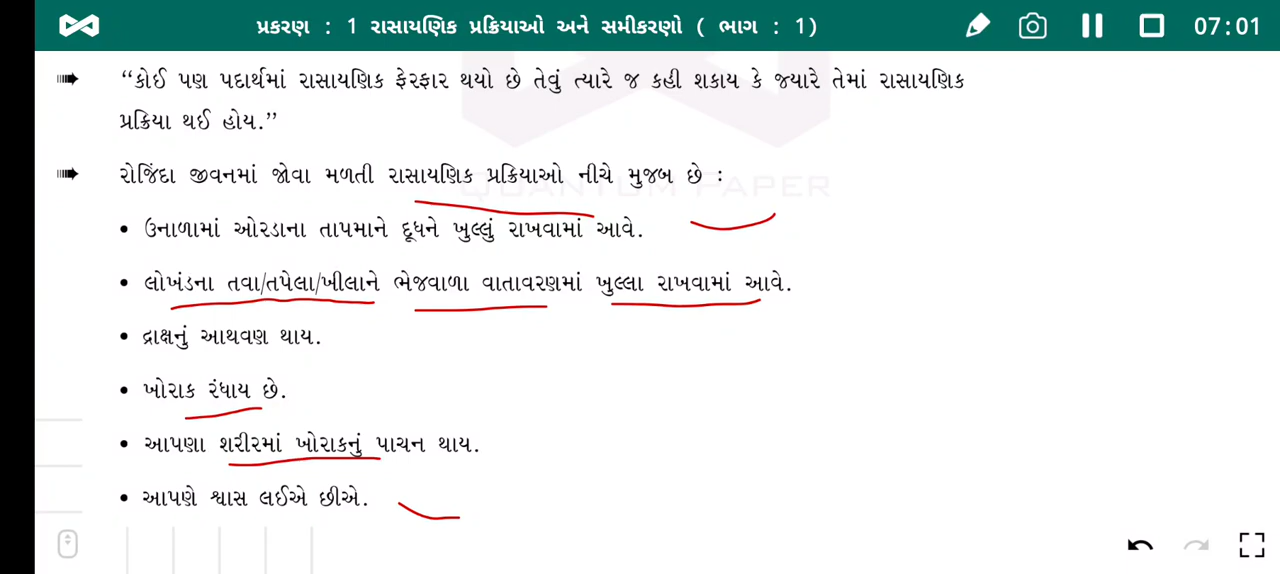 પ્રકરણ : 1 રાસાયણિક પ્રક્રિયાઓ અને સમીકરણો ( ભાગ : 1)
07:01
“કોઈ પણ પદાર્થમાં રાસાયણિક ફેરફાર થયો છે તેવું ત્યારે જ કહી શકાય કે જ્યારે તેમાં રાસાયણિક
પ્રક્રિયા થઈ હોય.”
રોજિંદા જીવનમાં જોવા મળતી રાસાયણિક પ્રક્રિયાઓ નીચે મુજબ છે :
QUANTUM PAPER
• ઉનાળામાં ઓરડાના તાપમાને દૂધને ખુલ્લું રાખવામાં આવે.
• લોખંડના તવા/તપેલા/ખીલાને ભેજવાળા વાતાવરણમાં ખુલ્લા રાખવામાં આવે.
• દ્રાક્ષનું આથવણ થાય.
• ખોરાક રંધાય છે.
• આપણા શરીરમાં ખોરાકનું પાચન થાય.
• આપણે શ્વાસ લઈએ છીએ.